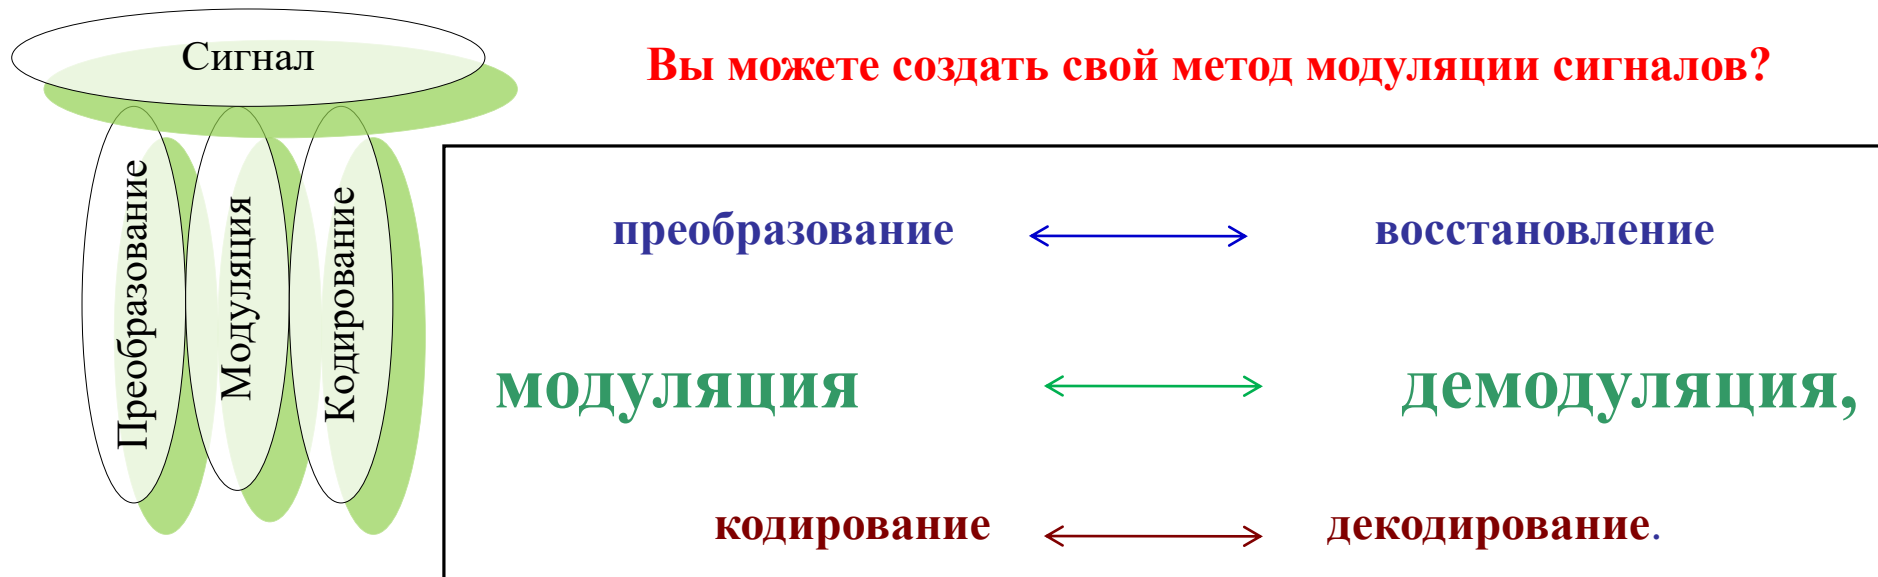 Сигнал
Вы можете создать свой метод модуляции сигналов?
Преобразование
Модуляция
Кодирование
преобразование восстановление
модуляция демодуляция,
кодирование декодирование.